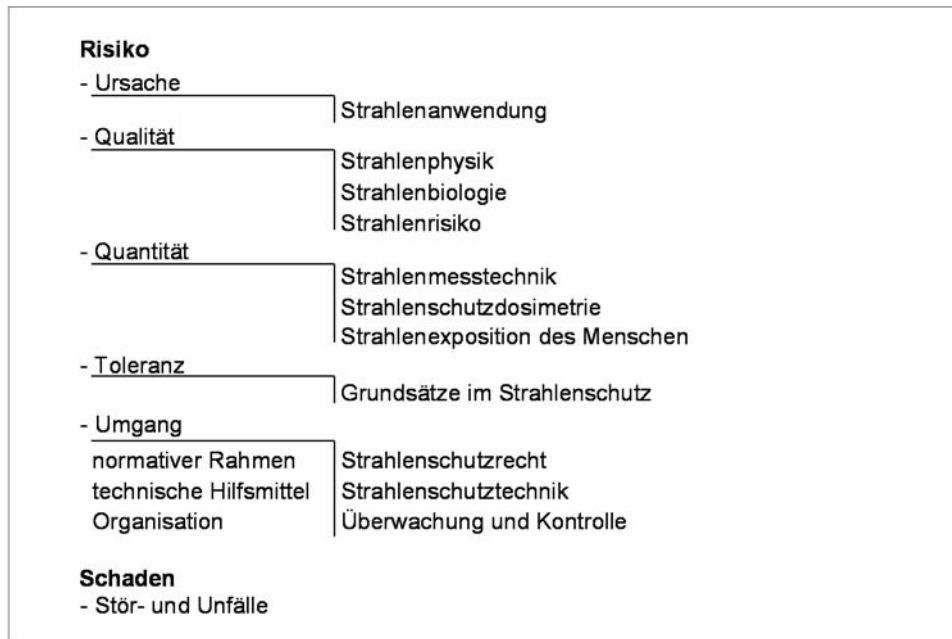 Risiko
- Ursache
Strahlenanwendung
- Qualität
Strahlenphysik
Strahlenbiologie
Strahlenrisiko
- Quantität
Strahlenmesstechnik
Strahlenschutzdosimetrie
Strahlenexposition des Menschen
- Toleranz
Grundsätze im Strahlenschutz
- Umgang
normativer Rahmen Strahlenschutzrecht
technische Hilfsmittel Strahlenschutztechnik
Organisation Überwachung und Kontrolle
Schaden
- Stör- und Unfälle